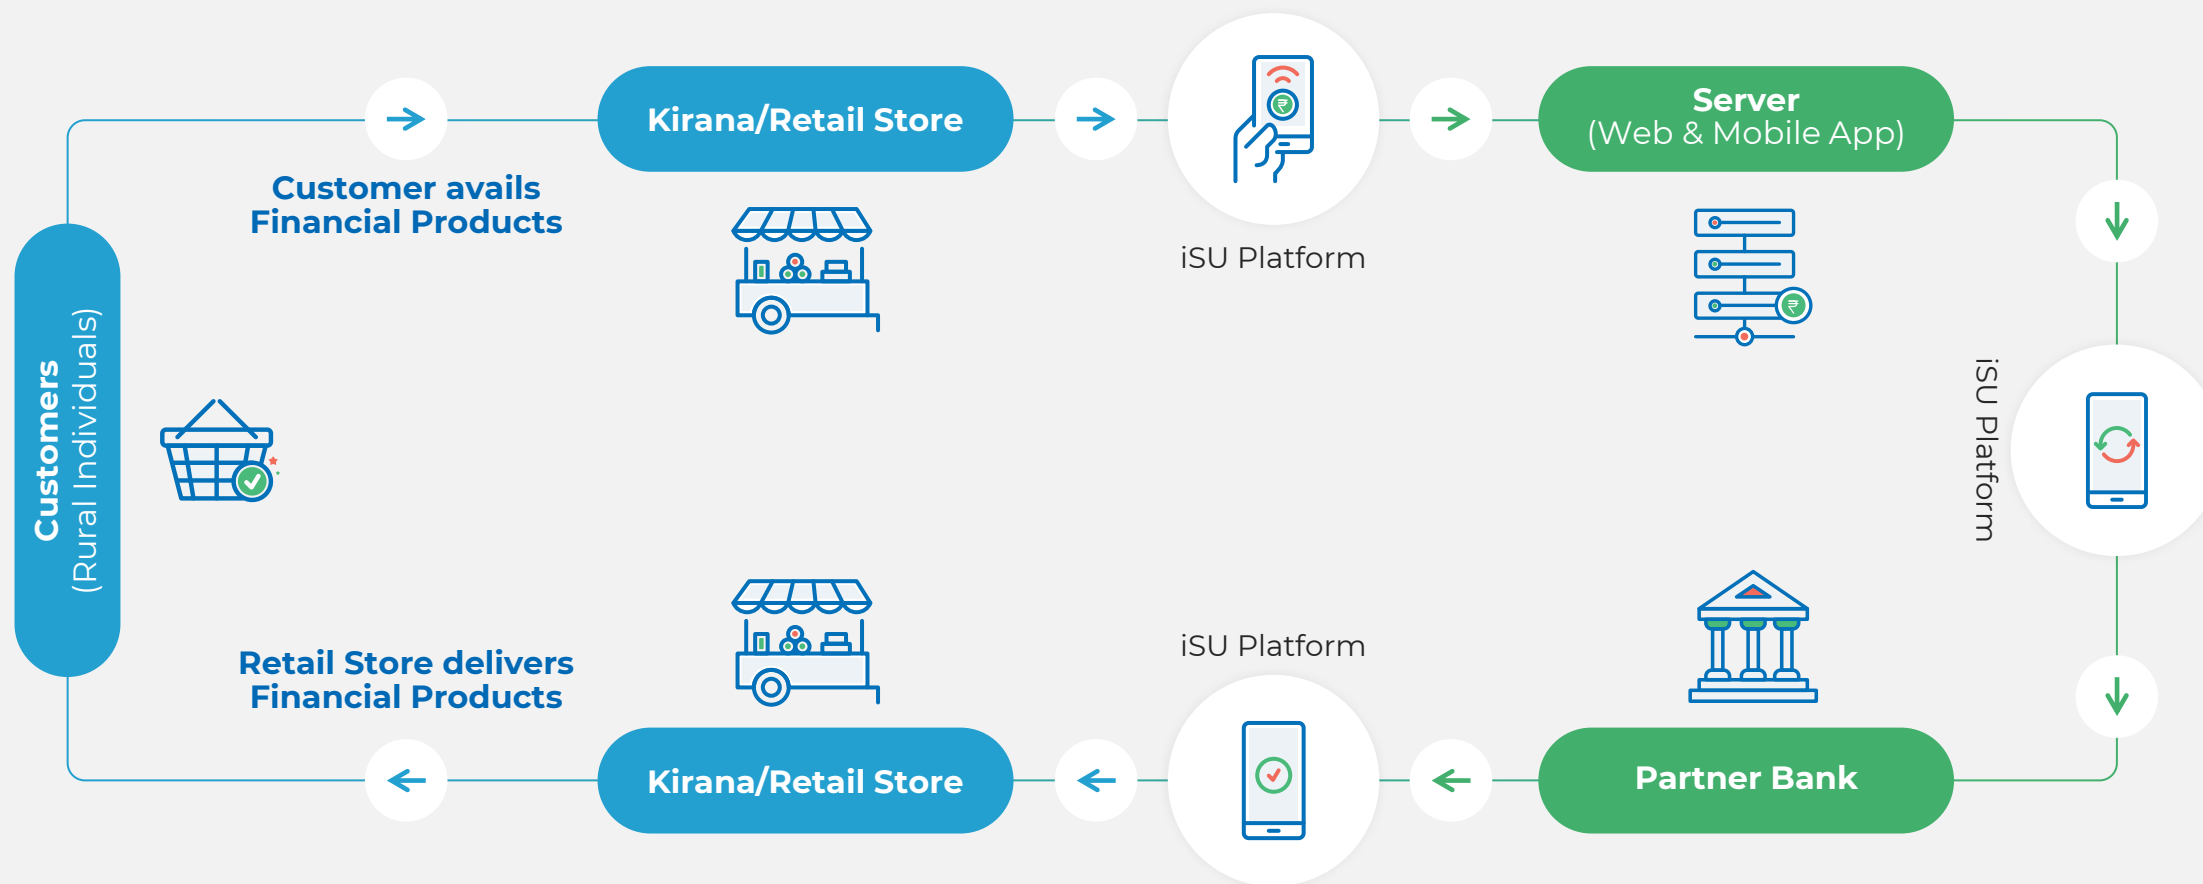 Kirana/Retail Store
Server
(Web & Mobile App)
Customer avails
Financial Products
iSU Platform
Customers
(Rural Individuals)
iSU Platform
Retail Store delivers
Financial Products
iSU Platform
Kirana/Retail Store
Partner Bank